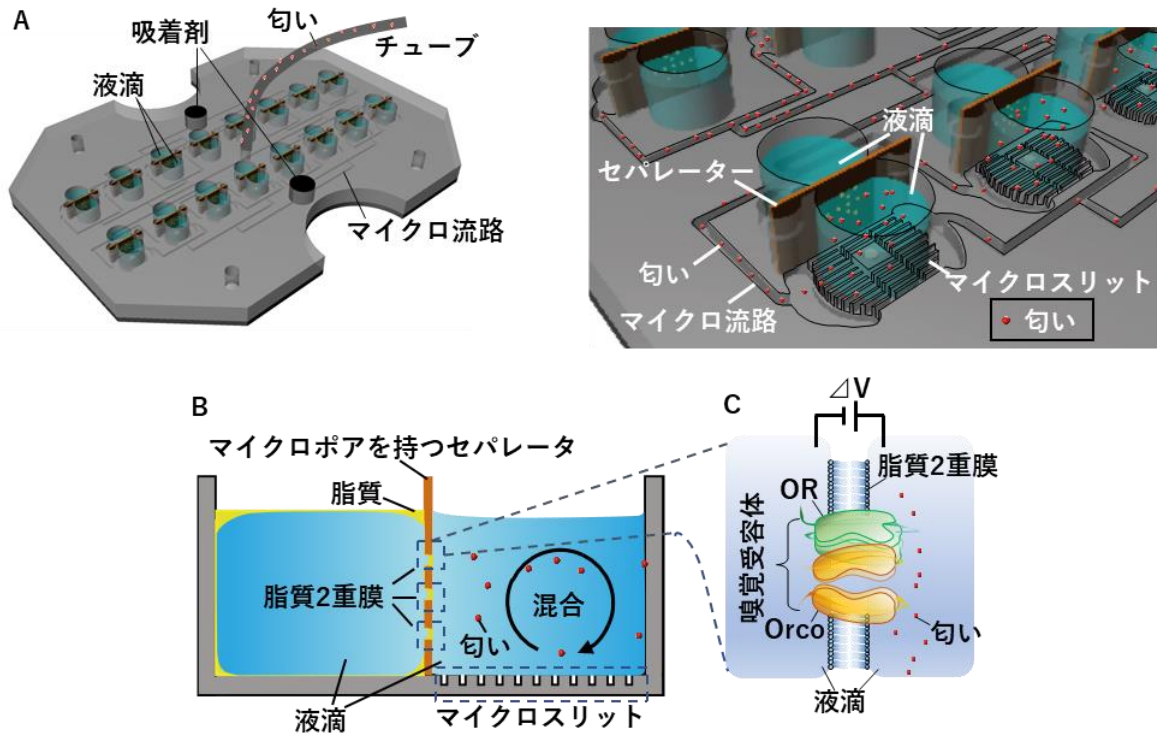 A
匂い
チューブ
吸着剤
液滴
マイクロ流路
液滴
セパレーター
匂い
マイクロ流路
マイクロスリット
匂い
B
マイクロポアを持つセパレータ
脂質
脂質2重膜
混合
匂い
液滴
マイクロスリット
C
⊿V
脂質2重膜
OR
嗅覚受容体
Orco
匂い
液滴